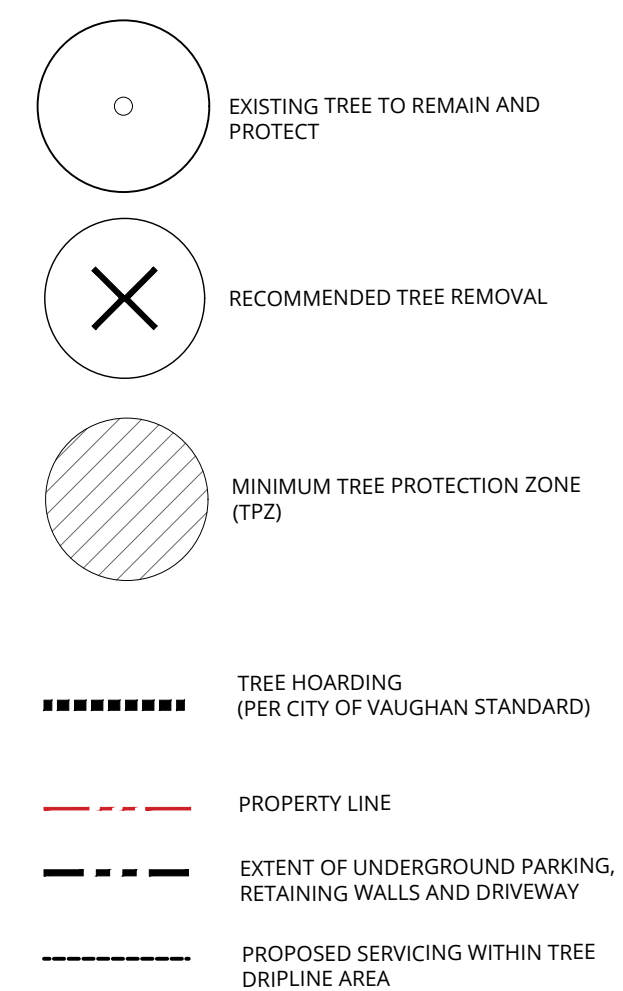 EXISTING TREE TO REMAIN AND
PROTECT
RECOMMENDED TREE REMOVAL
MINIMUM TREE PROTECTION ZONE
(TPZ)
TREE HOARDING
(PER CITY OF VAUGHAN STANDARD)
PROPERTY LINE
EXTENT OF UNDERGROUND PARKING,
RETAINING WALLS AND DRIVEWAY
PROPOSED SERVICING WITHIN TREE
DRIPLINE AREA